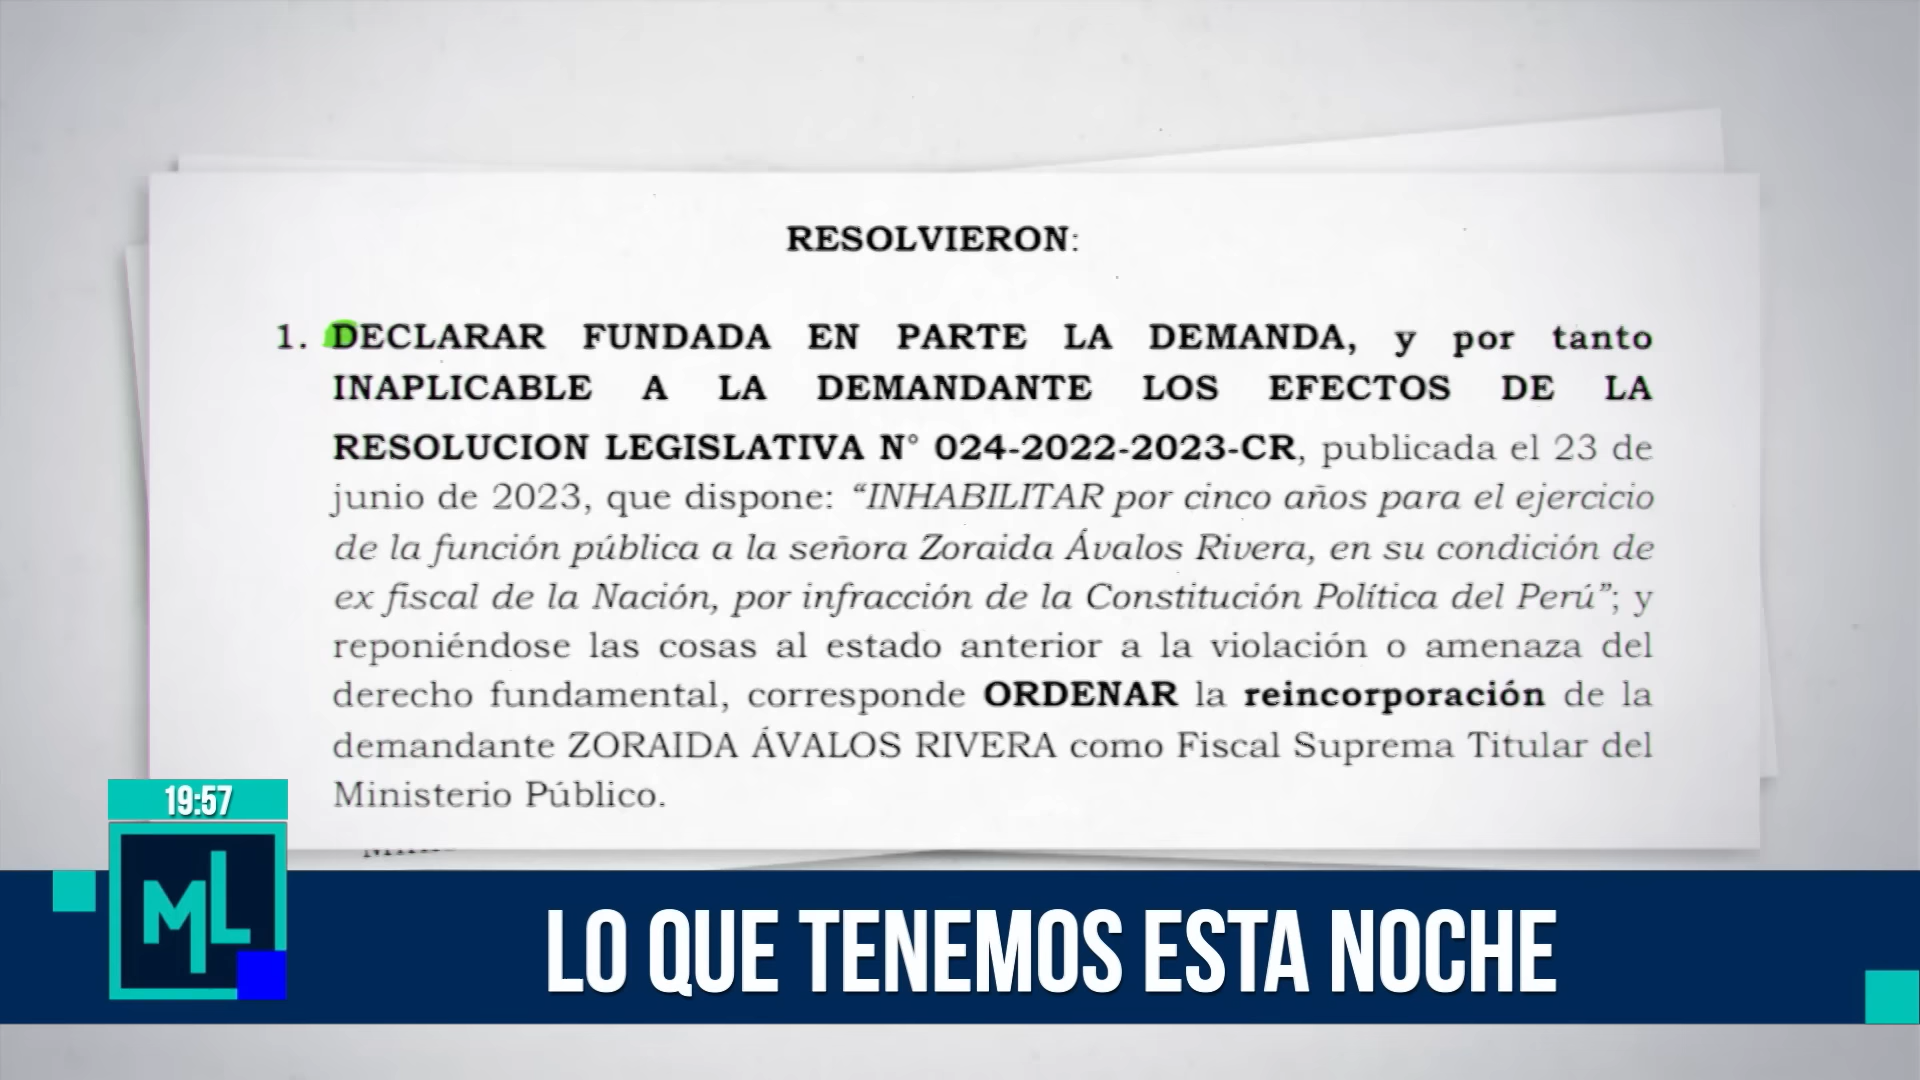 RESOLVIERON:
1. DECLARAR FUNDADA EN PARTE LA DEMANDA, y por tanto
INAPLICABLE A LA DEMANDANTE LOS EFECTOS DE LA
RESOLUCION LEGISLATIVA N° 024-2022-2023-CR, publicada el 23 de
junio de 2023, que dispone: “INHABILITAR por cinco años para el ejercicio
de la función pública a la señora Zoraida Ávalos Rivera, en su condición de
ex fiscal de la Nación, por infracción de la Constitución Política del Perú”; y
reponiéndose las cosas al estado anterior a la violación o amenaza del
derecho fundamental, corresponde ORDENAR la reincorporación de la
demandante ZORAIDA ÁVALOS RIVERA como Fiscal Suprema Titular del
Ministerio Público.
19:57
ML
LO QUE TENEMOS ESTA NOCHE